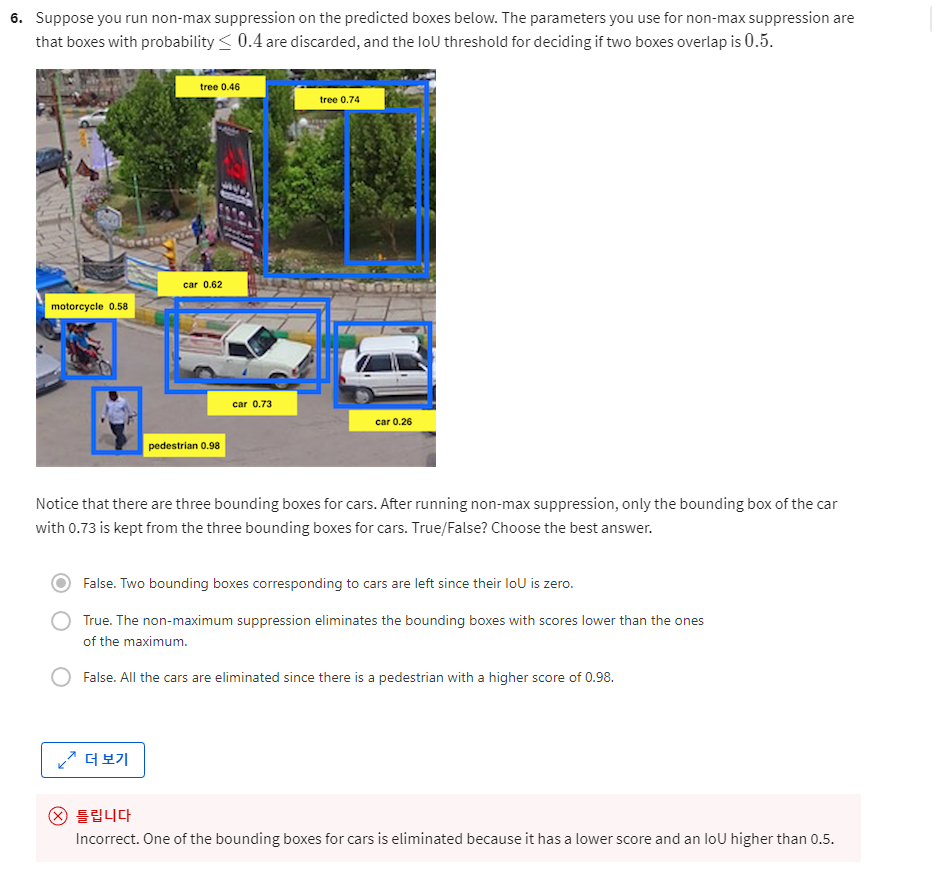 6. Suppose you run non-max suppression on the predicted boxes below. The parameters you use for non-max suppression are
that boxes with probability ≤ 0.4 are discarded, and the IoU threshold for deciding if two boxes overlap is 0.5.
tree 0.46
tree 0.74
car 0.62
motorcycle 0.58
car 0.73
car 0.26
pedestrian 0.98
Notice that there are three bounding boxes for cars. After running non-max suppression, only the bounding box of the car
with 0.73 is kept from the three bounding boxes for cars. True/False? Choose the best answer.
False. Two bounding boxes corresponding to cars are left since their IoU is zero.
True. The non-maximum suppression eliminates the bounding boxes with scores lower than the ones
of the maximum.
False. All the cars are eliminated since there is a pedestrian with a higher score of 0.98.
더 보기
틀립니다
Incorrect. One of the bounding boxes for cars is eliminated because it has a lower score and an IoU higher than 0.5.